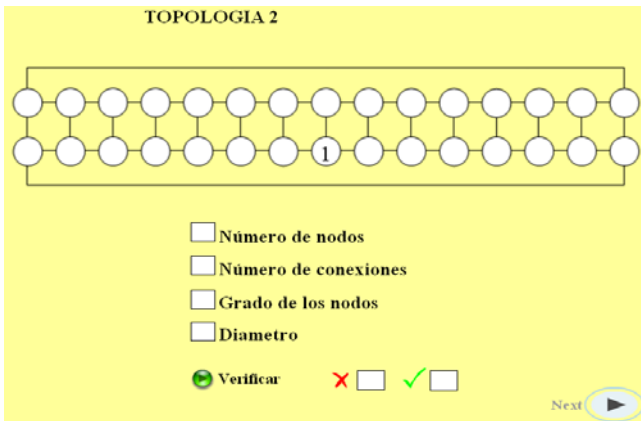 TOPOLOGIA 2
1
Número de nodos
Número de conexiones
Grado de los nodos
Diametro
Verificar
Next